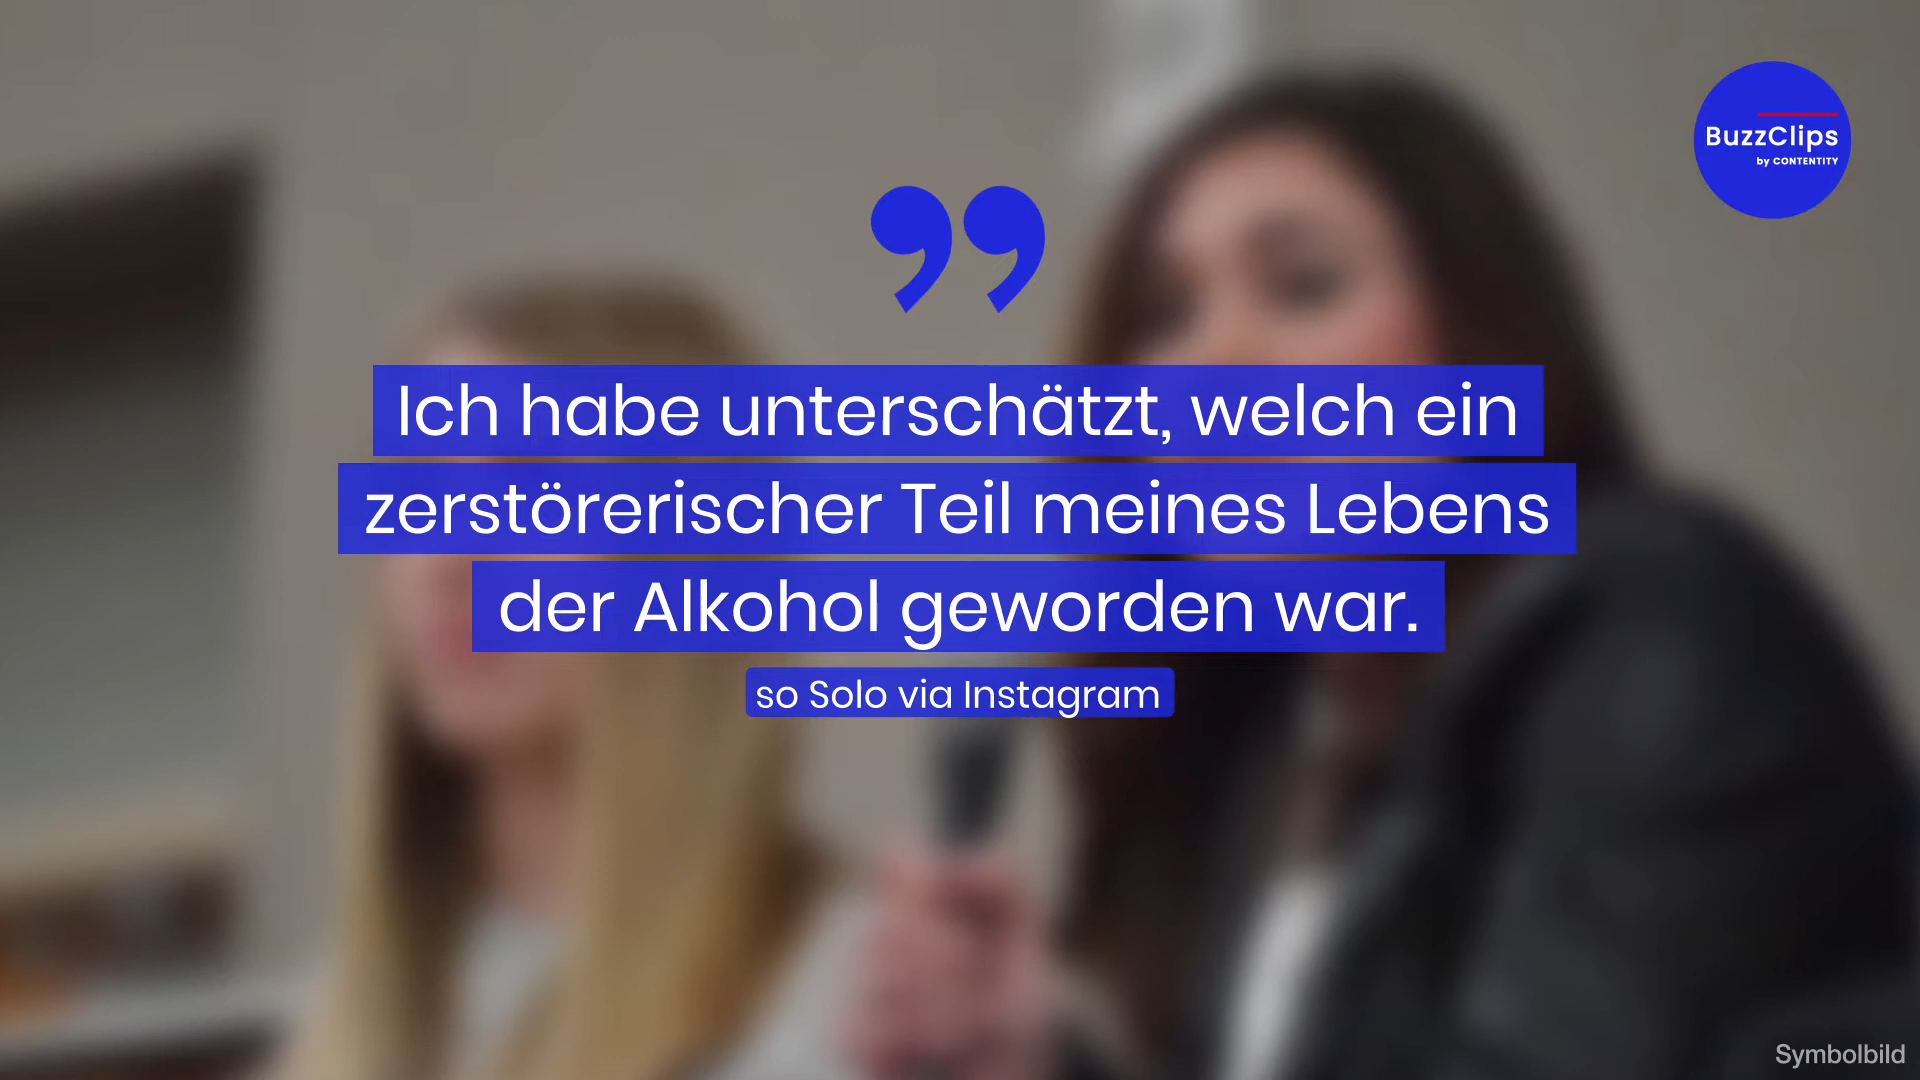 BuzzClips
by CONTENTITY
”
Ich habe unterschätzt, welch ein
zerstörerischer Teil meines Lebens
der Alkohol geworden war.
so Solo via Instagram
Symbolbild